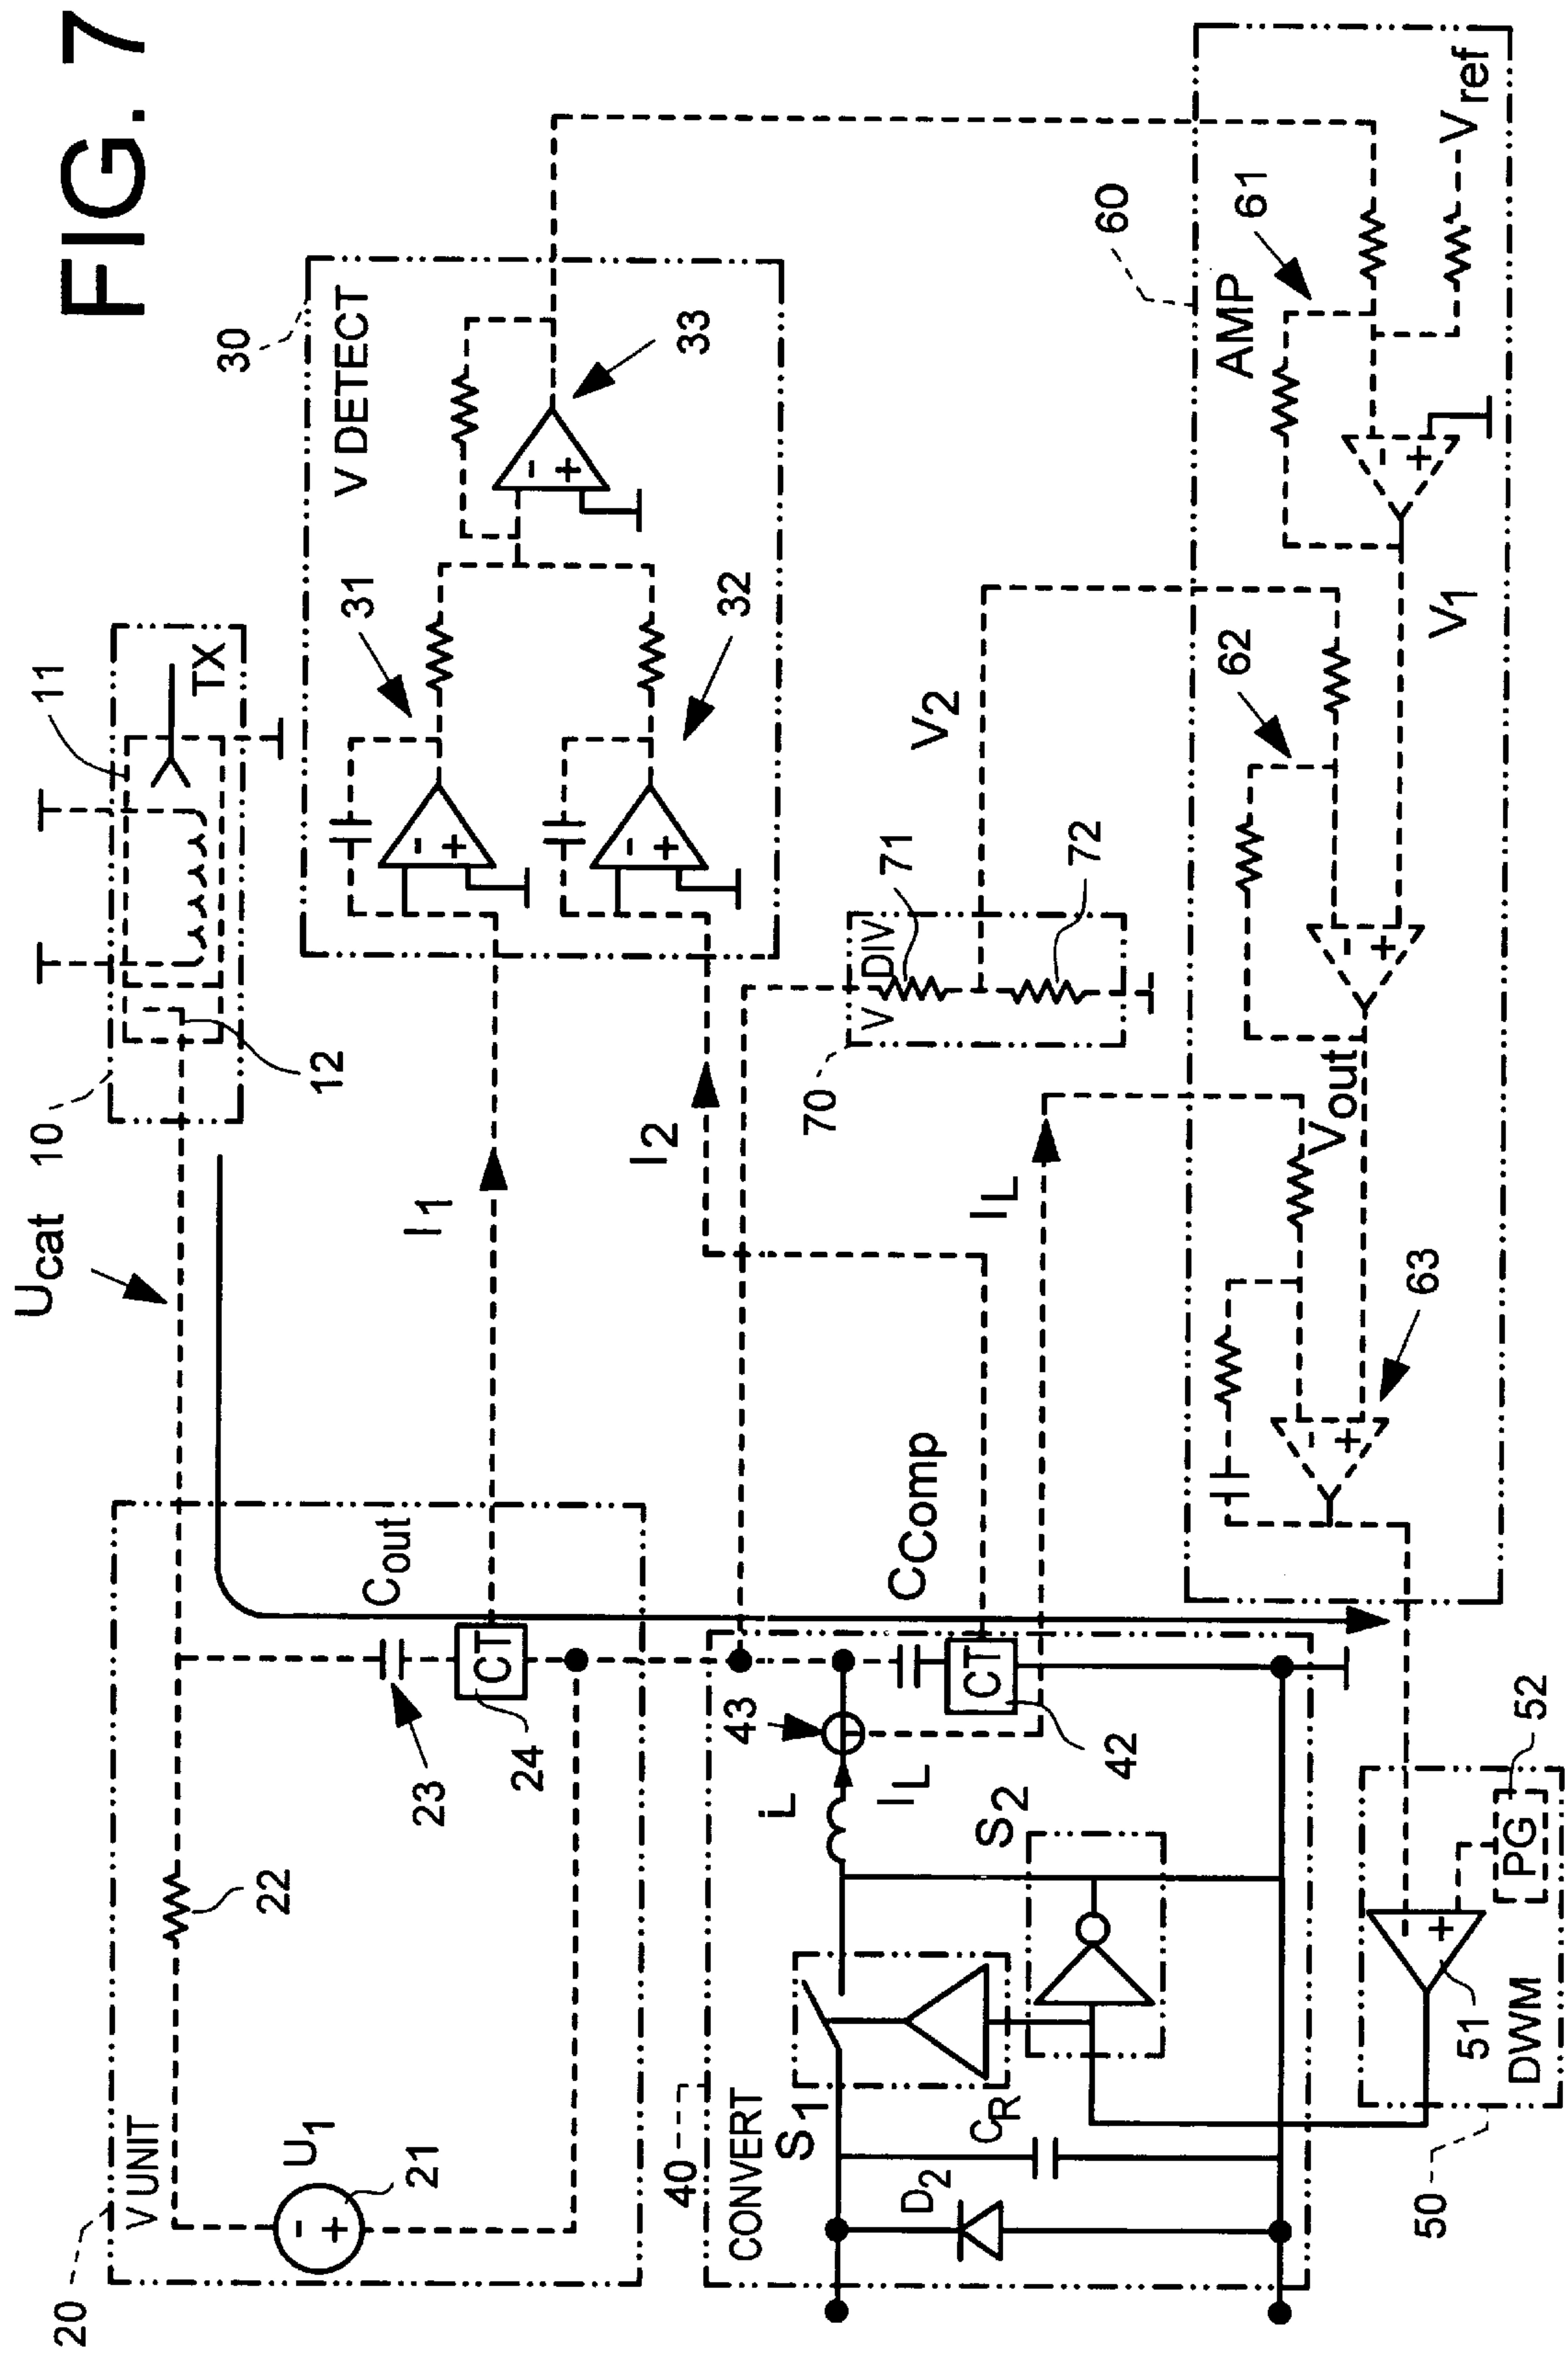 FIG. 7
20
V UNIT
U1
21
22
23
Cout
CT
24
Ucat
10
11
12
TX
I1
I2
30
V DETECT
31
32
33
40
CONVERT
S1
D2
CR
S2
L
IL
43
CComp
CT
42
IL
70
V DIV
71
72
V2
50
DWM
51
52
PG
60
AMP
61
62
63
Vout
V1
Vref
-
+
-
+
-
+
-
+
-
+
-
+
-
+
-
+